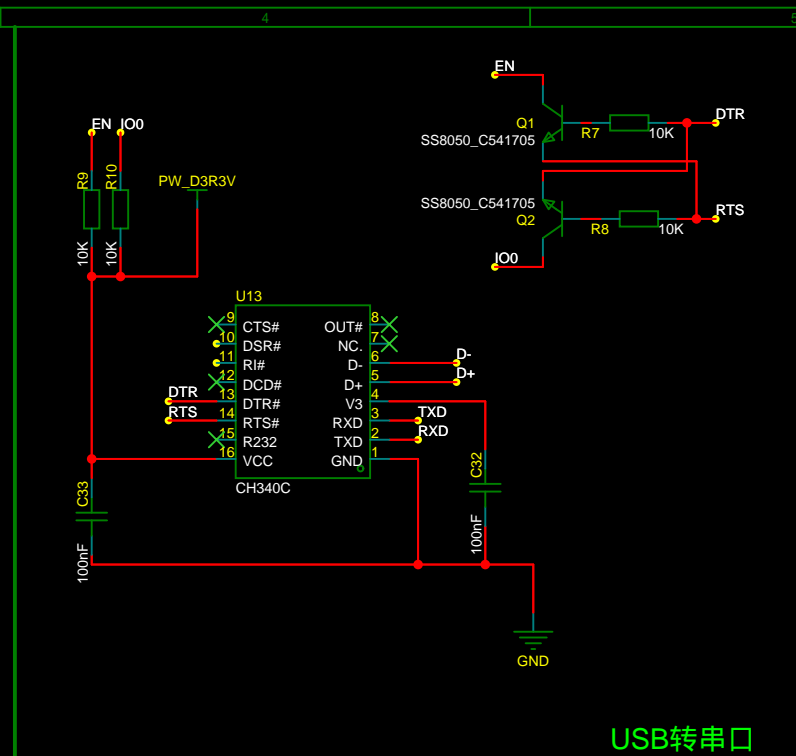 4
5
EN
Q1
SS8050_C541705
R7
10K
DTR
SS8050_C541705
Q2
R8
10K
RTS
IO0
EN
IO0
R9
R10
PW_D3R3V
10K
10K
U13
9
CTS#
OUT#
8
10
DSR#
NC.
7
11
RI#
D-
6
D-
12
DCD#
D+
5
D+
DTR
13
DTR#
V3
4
RTS
14
RTS#
RXD
3
TXD
15
R232
TXD
2
RXD
16
VCC
GND
1
CH340C
C33
100nF
C32
100nF
GND
USB转串口